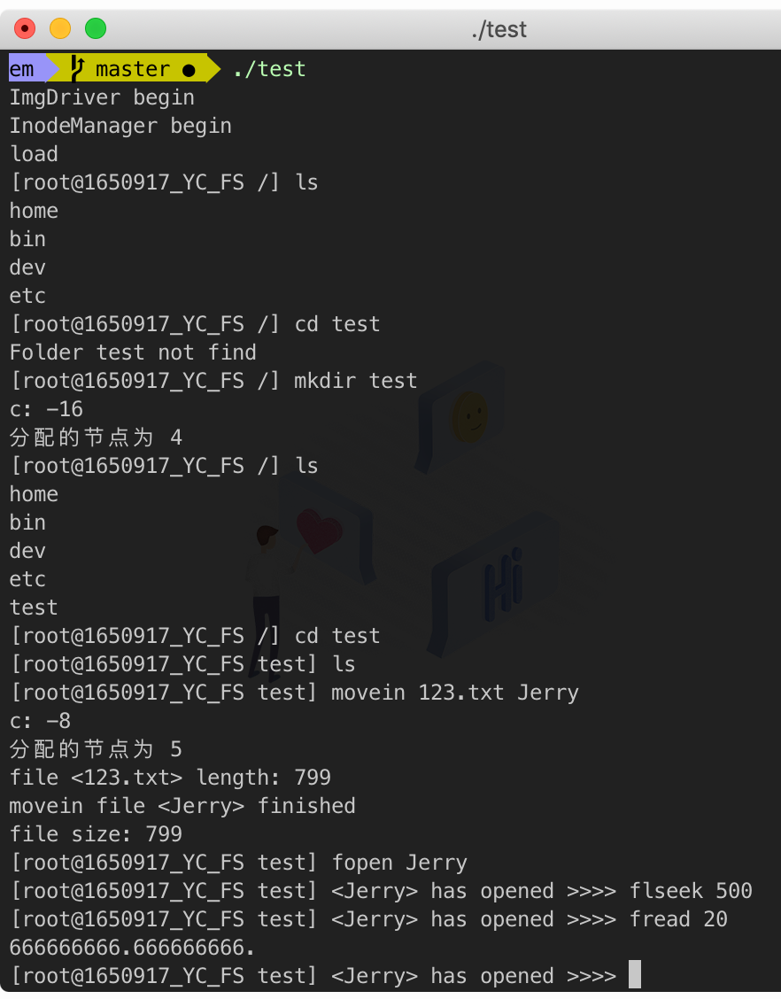 ./test
em master ● ./test
ImgDriver begin
InodeManager begin
load
[root@1650917_YC_FS /] ls
home
bin
dev
etc
[root@1650917_YC_FS /] cd test
Folder test not find
[root@1650917_YC_FS /] mkdir test
c: -16
分配的节点为 4
[root@1650917_YC_FS /] ls
home
bin
dev
etc
test
[root@1650917_YC_FS /] cd test
[root@1650917_YC_FS test] ls
[root@1650917_YC_FS test] movein 123.txt Jerry
c: -8
分配的节点为 5
file <123.txt> length: 799
movein file <Jerry> finished
file size: 799
[root@1650917_YC_FS test] fopen Jerry
[root@1650917_YC_FS test] <Jerry> has opened >>>> flseek 500
[root@1650917_YC_FS test] <Jerry> has opened >>>> fread 20
666666666.666666666.
[root@1650917_YC_FS test] <Jerry> has opened >>>>
Hi